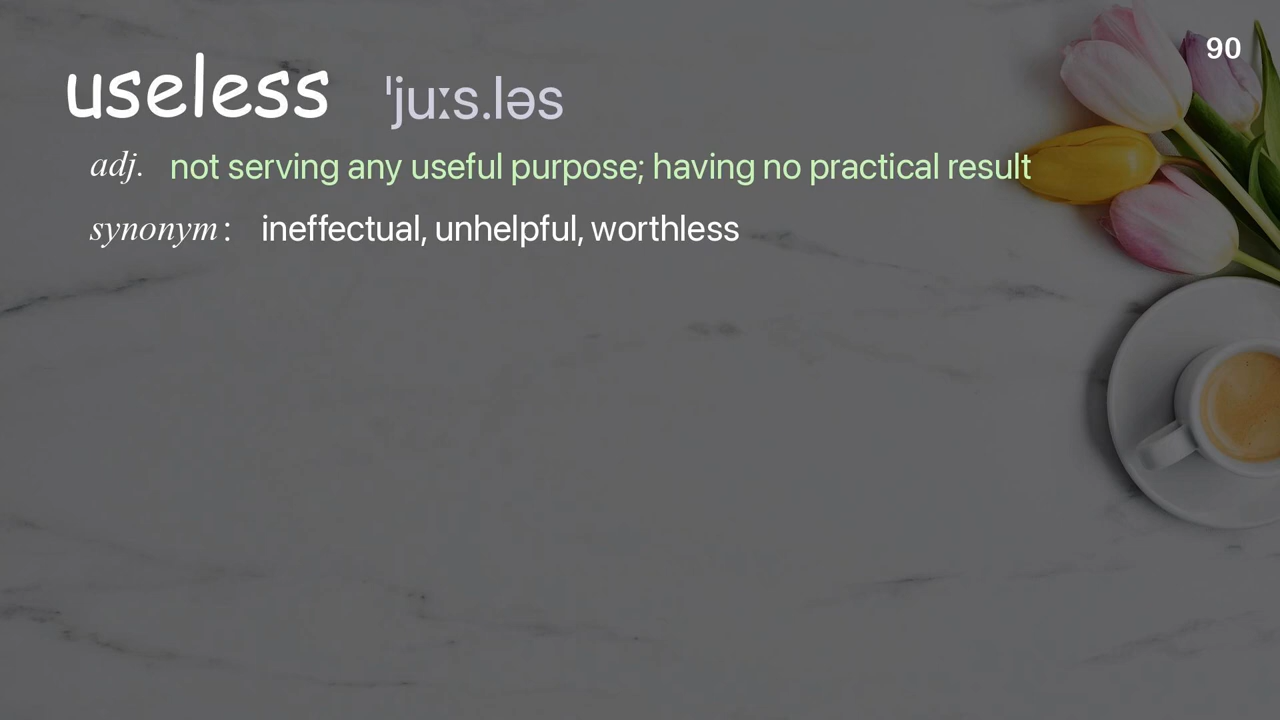 90
useless ˈjuːs.ləs
adj. not serving any useful purpose; having no practical result
synonym: ineffectual, unhelpful, worthless